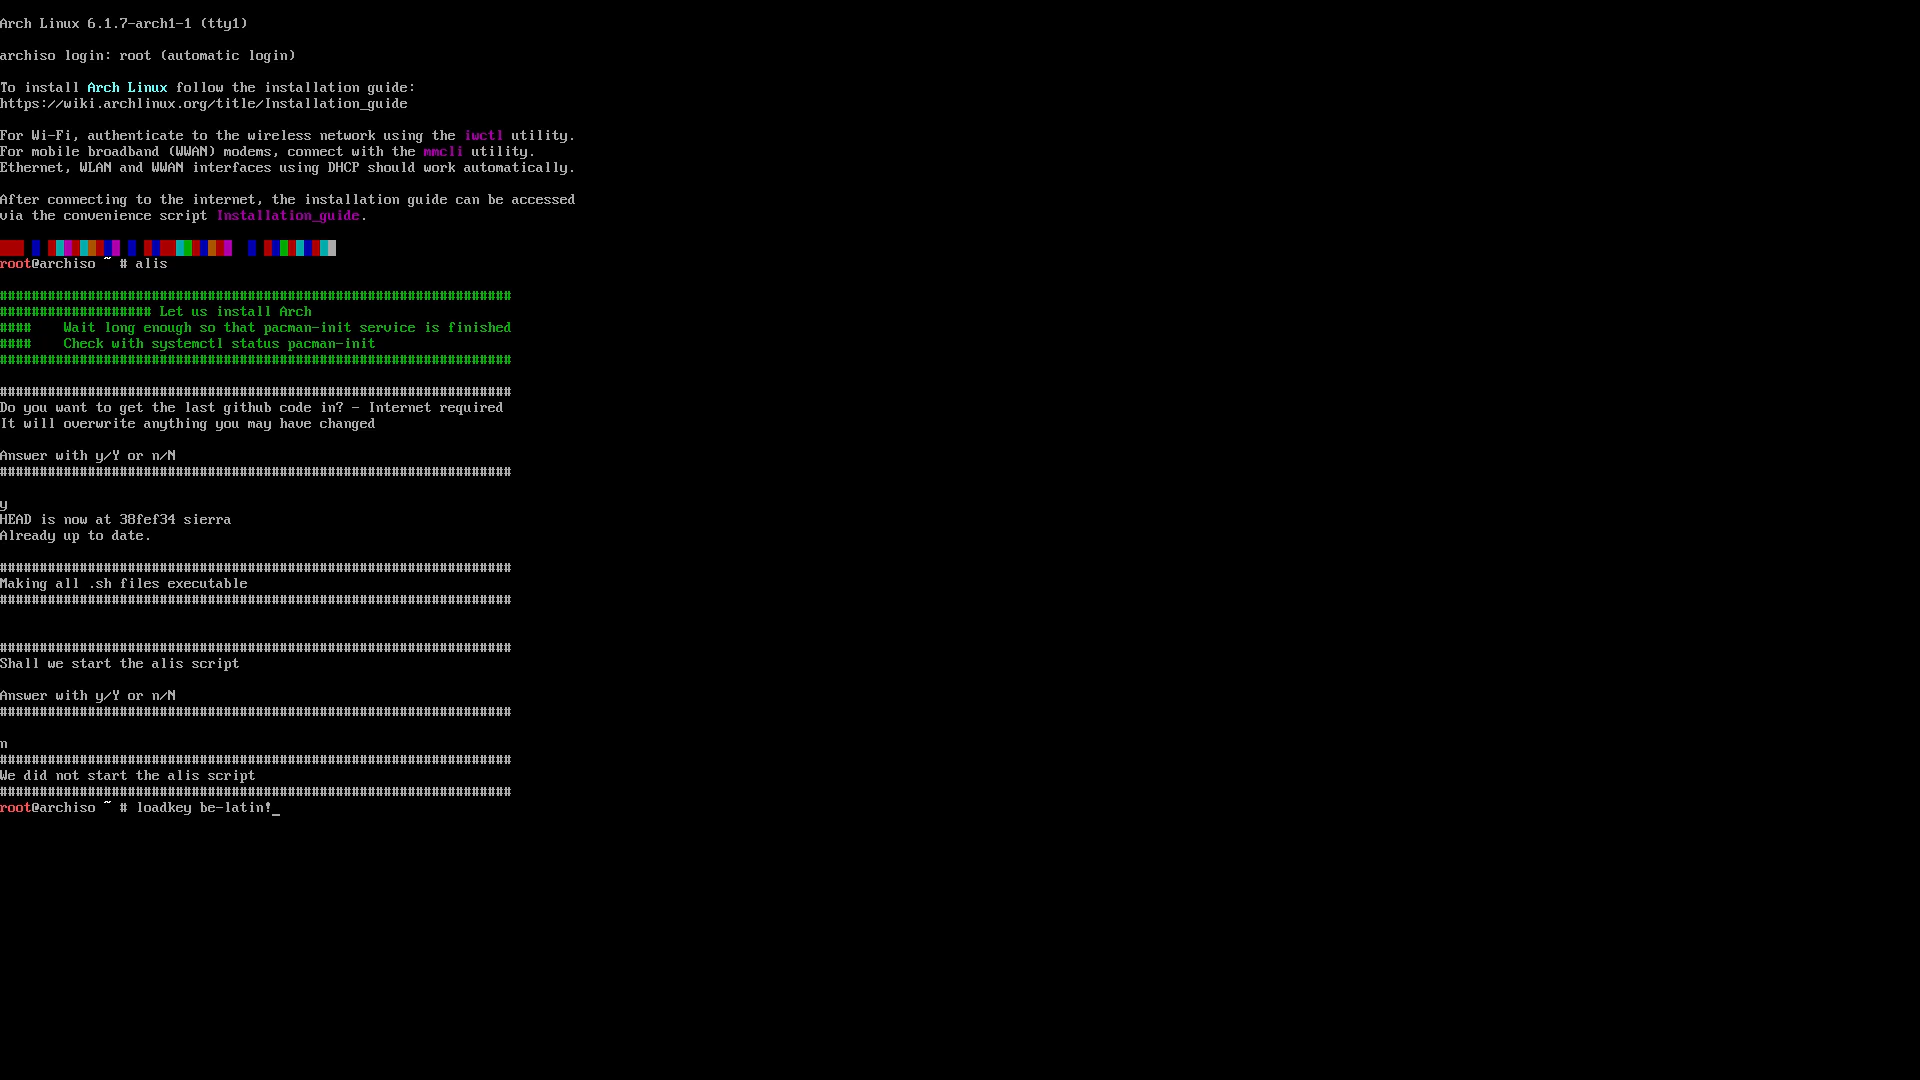 Arch Linux 6.1.7-arch1-1 (tty1)
archiso login: root (automatic login)
To install Arch Linux follow the installation guide:
https://wiki.archlinux.org/title/Installation_guide
For Wi-Fi, authenticate to the wireless network using the iwctl utility.
For mobile broadband (WWAN) modems, connect with the mmcli utility.
Ethernet, WLAN and WWAN interfaces using DHCP should work automatically.
After connecting to the internet, the installation guide can be accessed
via the convenience script Installation_guide.
root@archiso ~ # alis
################################################################
################### Let us install Arch
####    Wait long enough so that pacman-init service is finished
####    Check with systemctl status pacman-init
################################################################
################################################################
Do you want to get the last github code in? - Internet required
It will overwrite anything you may have changed
Answer with y/Y or n/N
################################################################
y
HEAD is now at 38fef34 sierra
Already up to date.
################################################################
Making all .sh files executable
################################################################
################################################################
Shall we start the alis script
Answer with y/Y or n/N
################################################################
n
################################################################
We did not start the alis script
################################################################
root@archiso ~ # loadkey be-latin!_